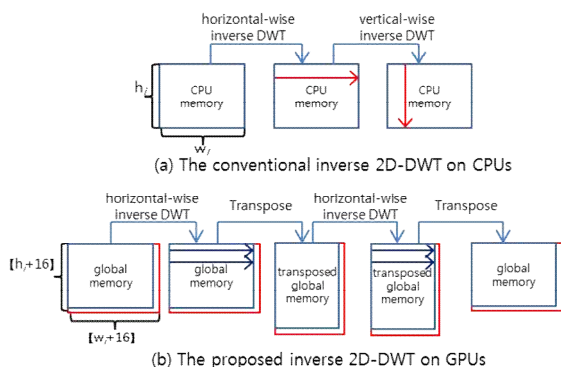 horizontal-wise
inverse DWT
vertical-wise
inverse DWT
hᵢ
CPU
memory
CPU
memory
CPU
memory
wᵢ
(a) The conventional inverse 2D-DWT on CPUs
horizontal-wise
inverse DWT
Transpose
horizontal-wise
inverse DWT
Transpose
【hᵢ+16】
global
memory
global
memory
transposed
global
memory
transposed
global
memory
global
memory
【wᵢ+16】
(b) The proposed inverse 2D-DWT on GPUs